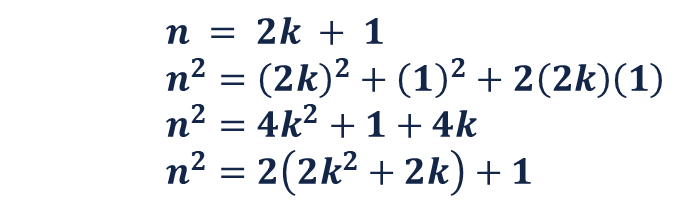 n = 2k + 1
n² = (2k)² + (1)² + 2(2k)(1)
n² = 4k² + 1 + 4k
n² = 2(2k² + 2k) + 1